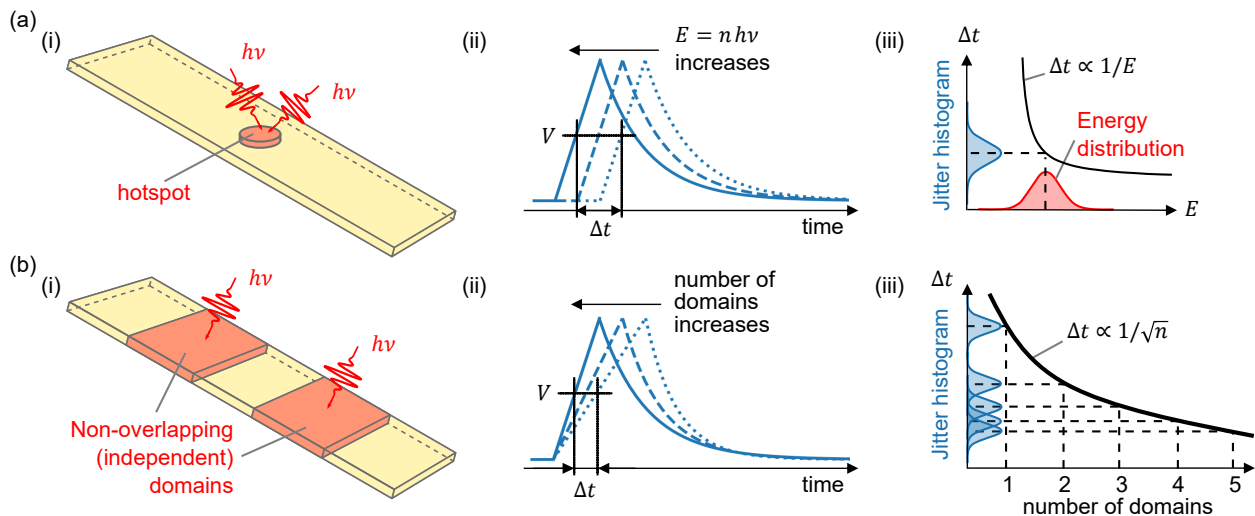 (a)
(i)
hν
hν
hotspot
(ii)
E = n hν
increases
V
Δt
time
(iii)
Δt
Δt ∝ 1/E
Energy
distribution
Jitter histogram
E
(b)
(i)
hν
hν
Non-overlapping
(independent)
domains
(ii)
number of
domains
increases
V
Δt
time
(iii)
Δt
Δt ∝ 1/√n
Jitter histogram
1 2 3 4 5
number of domains